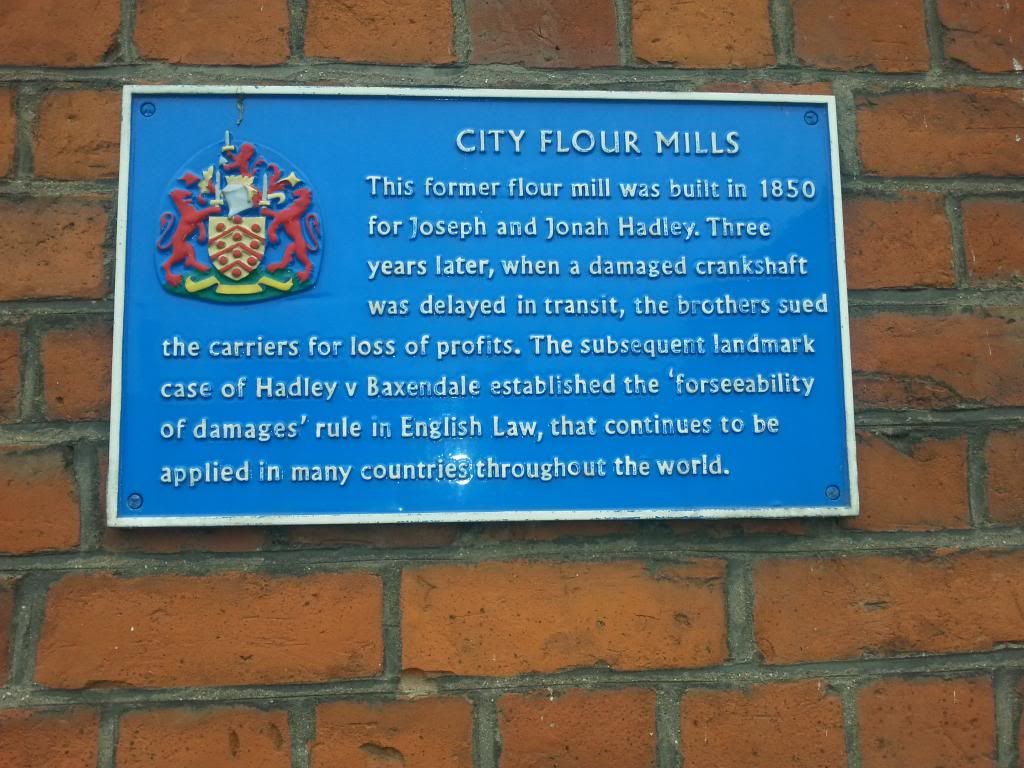 CITY FLOUR MILLS
This former flour mill was built in 1850
for Joseph and Jonah Hadley. Three
years later, when a damaged crankshaft
was delayed in transit, the brothers sued
the carriers for loss of profits. The subsequent landmark
case of Hadley v Baxendale established the ‘forseeability
of damages’ rule in English Law, that continues to be
applied in many countries throughout the world.